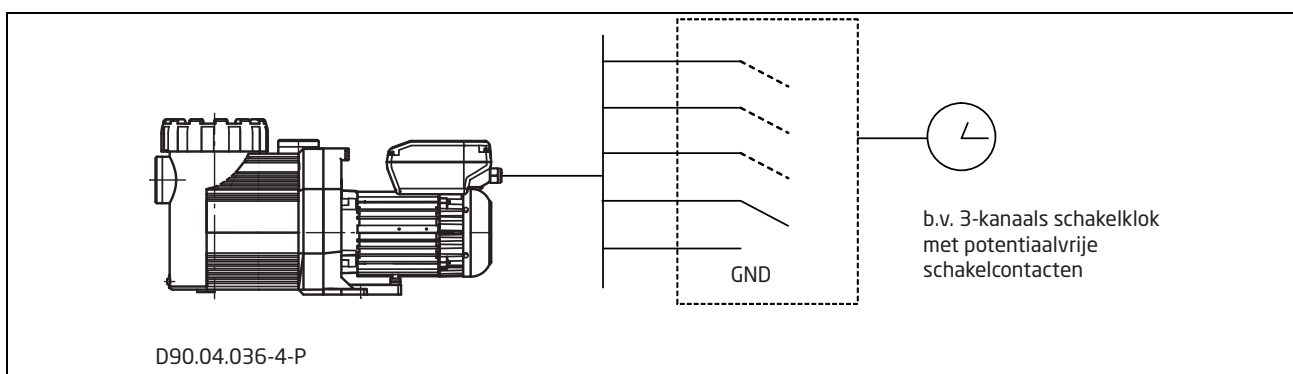 b.v. 3-kanaals schakelklok
met potentiaalvrije
schakelcontacten
GND
D90.04.036-4-P